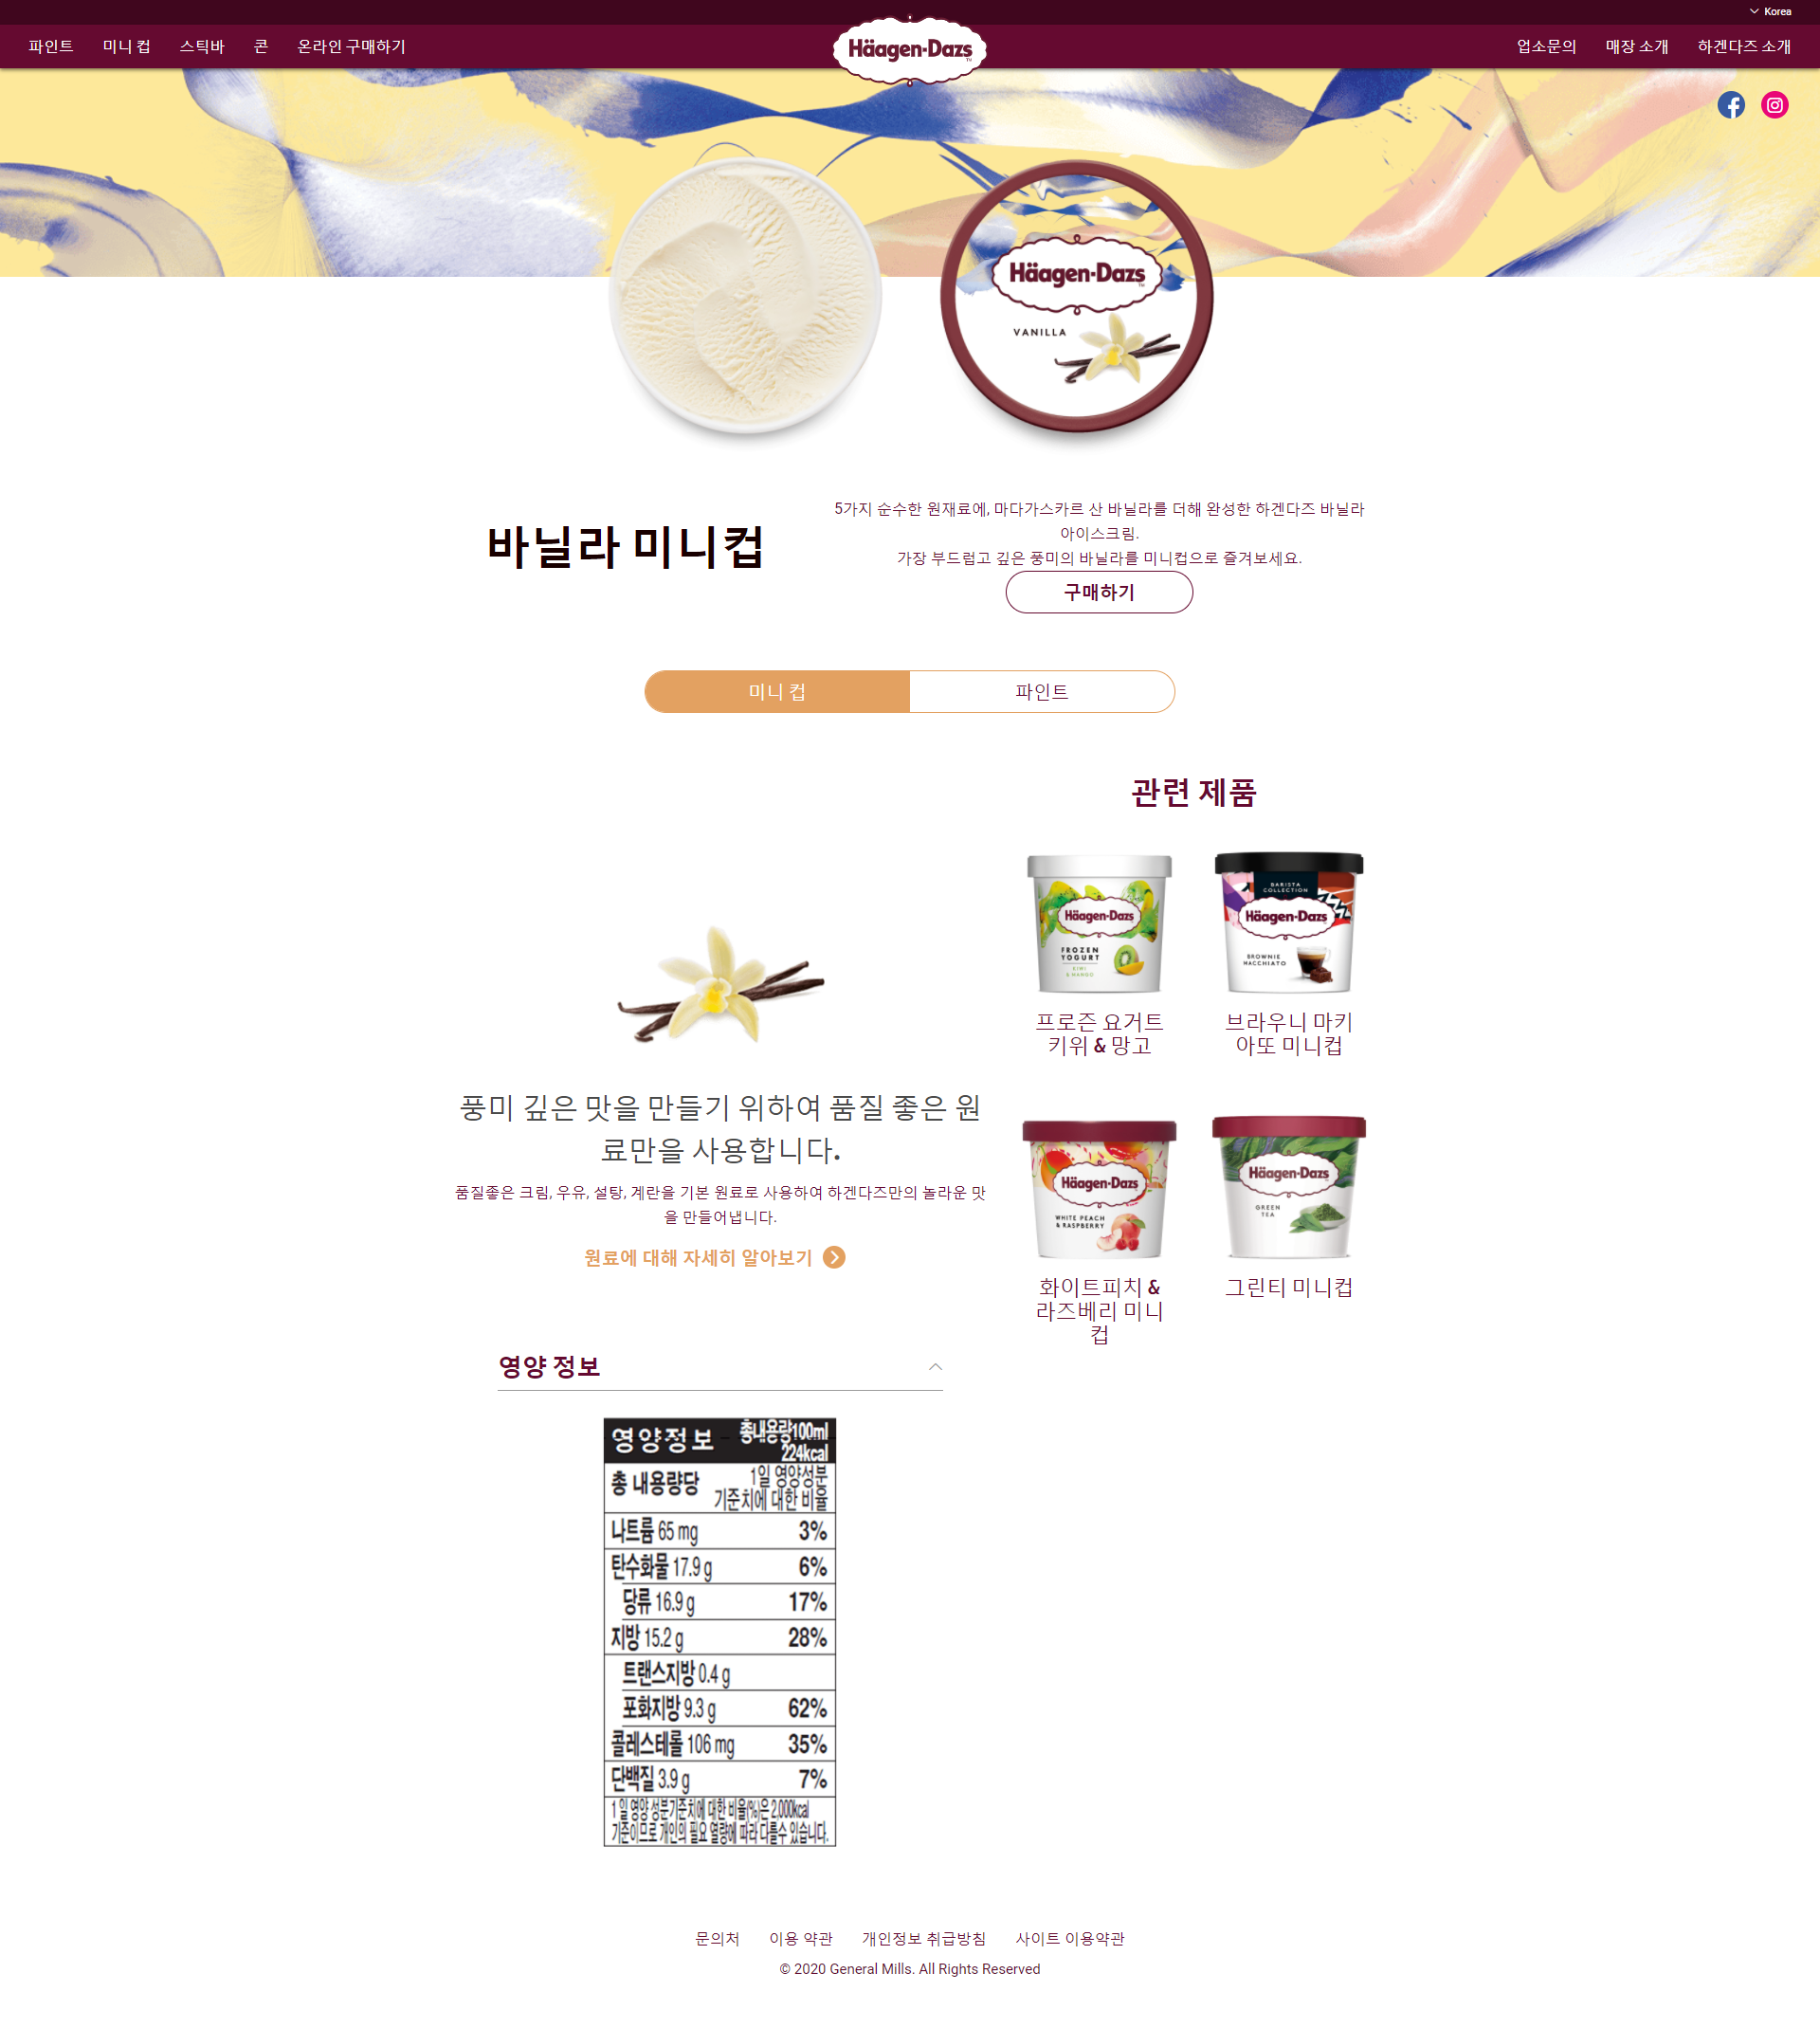 Korea
파인트 미니 컵 스틱바 콘 온라인 구매하기
Häagen-Dazs
업소문의 매장 소개 하겐다즈 소개
Häagen-Dazs
VANILLA
바닐라 미니컵
5가지 순수한 원재료에, 마다가스카르 산 바닐라를 더해 완성한 하겐다즈 바닐라
아이스크림.
가장 부드럽고 깊은 풍미의 바닐라를 미니컵으로 즐겨보세요.
구매하기
미니 컵 파인트
관련 제품
Häagen-Dazs
FROZEN
YOGURT
KIWI
& MANGO
프로즌 요거트
키위 & 망고
BARISTA
COLLECTION
Häagen-Dazs
BROWNIE
MACCHIATO
브라우니 마키
아또 미니컵
Häagen-Dazs
WHITE PEACH
& RASPBERRY
화이트피치 &
라즈베리 미니
컵
Häagen-Dazs
GREEN
TEA
그린티 미니컵
풍미 깊은 맛을 만들기 위하여 품질 좋은 원
료만을 사용합니다.
품질좋은 크림, 우유, 설탕, 계란을 기본 원료로 사용하여 하겐다즈만의 놀라운 맛
을 만들어냅니다.
원료에 대해 자세히 알아보기
영양 정보
영양정보 총내용량100ml
224kcal
총 내용량당 1일 영양성분
기준치에 대한 비율
나트륨 65 mg 3%
탄수화물 17.9 g 6%
당류 16.9 g 17%
지방 15.2 g 28%
트랜스지방 0.4 g
포화지방 9.3 g 62%
콜레스테롤 106 mg 35%
단백질 3.9 g 7%
1일 영양성분기준치에 대한 비율(%)은 2,000kcal
기준이므로 개인의 필요 열량에 따라 다를수 있습니다.
문의처 이용 약관 개인정보 취급방침 사이트 이용약관
© 2020 General Mills. All Rights Reserved